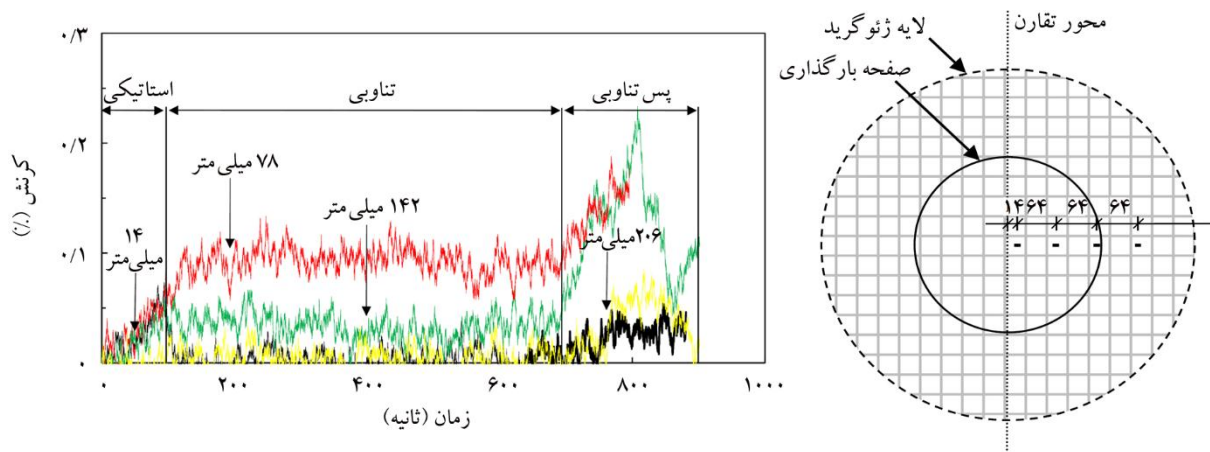 ۰/۳
۰/۲
۰/۱
۰
کرنش (٪)
استاتیکی
تناوبی
پس تناوبی
۷۸ میلی‌متر
۱۴۲ میلی‌متر
۱۴
میلی‌متر
۲۰۶میلی‌متر
۰
۲۰۰
۴۰۰
۶۰۰
۸۰۰
۱۰۰۰
زمان (ثانیه)
محور تقارن
لایه ژئوگرید
صفحه بارگذاری
۱۴ ۶۴ ۶۴ ۶۴